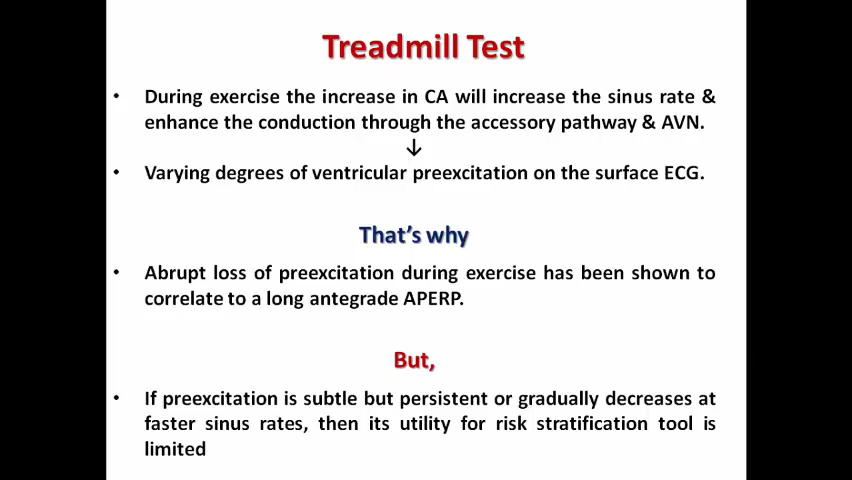 Treadmill Test
• During exercise the increase in CA will increase the sinus rate &
enhance the conduction through the accessory pathway & AVN.
↓
• Varying degrees of ventricular preexcitation on the surface ECG.
That's why
• Abrupt loss of preexcitation during exercise has been shown to
correlate to a long antegrade APERP.
But,
• If preexcitation is subtle but persistent or gradually decreases at
faster sinus rates, then its utility for risk stratification tool is
limited